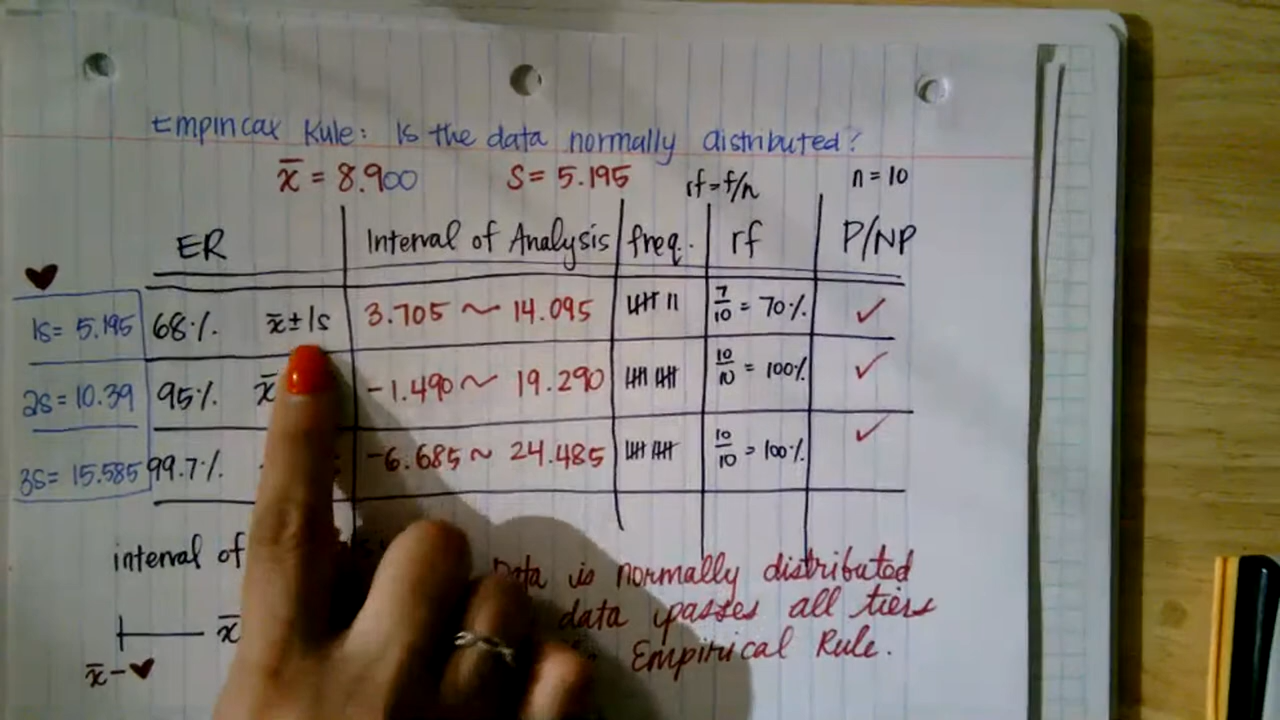 Empirical Rule: Is the data normally distributed?
x̄ = 8.900 S = 5.195 rf=f/n n = 10
ER Interval of Analysis freq. rf P/NP
♥
1s = 5.195 68% x̄ ± 1s 3.705 ~ 14.095 𝍸 || 7/10 = 70% ✓
2s = 10.39 95% x̄ -1.490 ~ 19.290 𝍸 𝍸 10/10 = 100% ✓
3s = 15.585 99.7% -6.685 ~ 24.485 𝍸 𝍸 10/10 = 100% ✓
interval of
Data is normally distributed
data passes all tiers
Empirical Rule.
x̄
x̄ - ♥